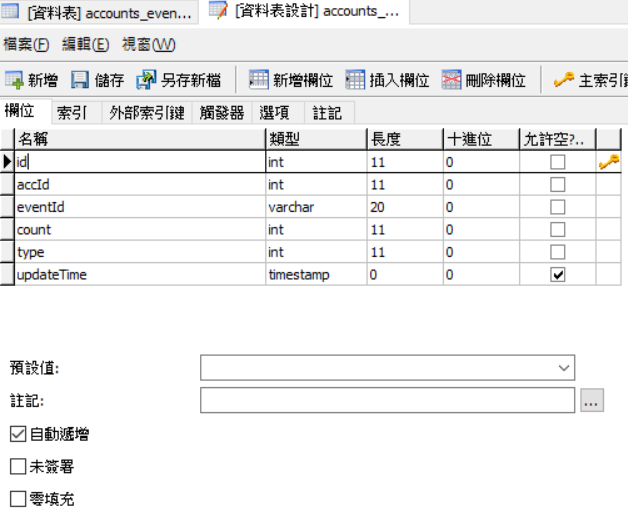 [資料表] accounts_even... [資料表設計] accounts_...
檔案(F) 編輯(E) 視窗(W)
新增 儲存 另存新檔 新增欄位 插入欄位 刪除欄位 主索引
欄位 索引 外部索引鍵 觸發器 選項 註記
名稱 類型 長度 十進位 允許空?..
id int 11 0
accId int 11 0
eventId varchar 20 0
count int 11 0
type int 11 0
updateTime timestamp 0 0
預設值:
註記:
...
自動遞增
未簽署
零填充